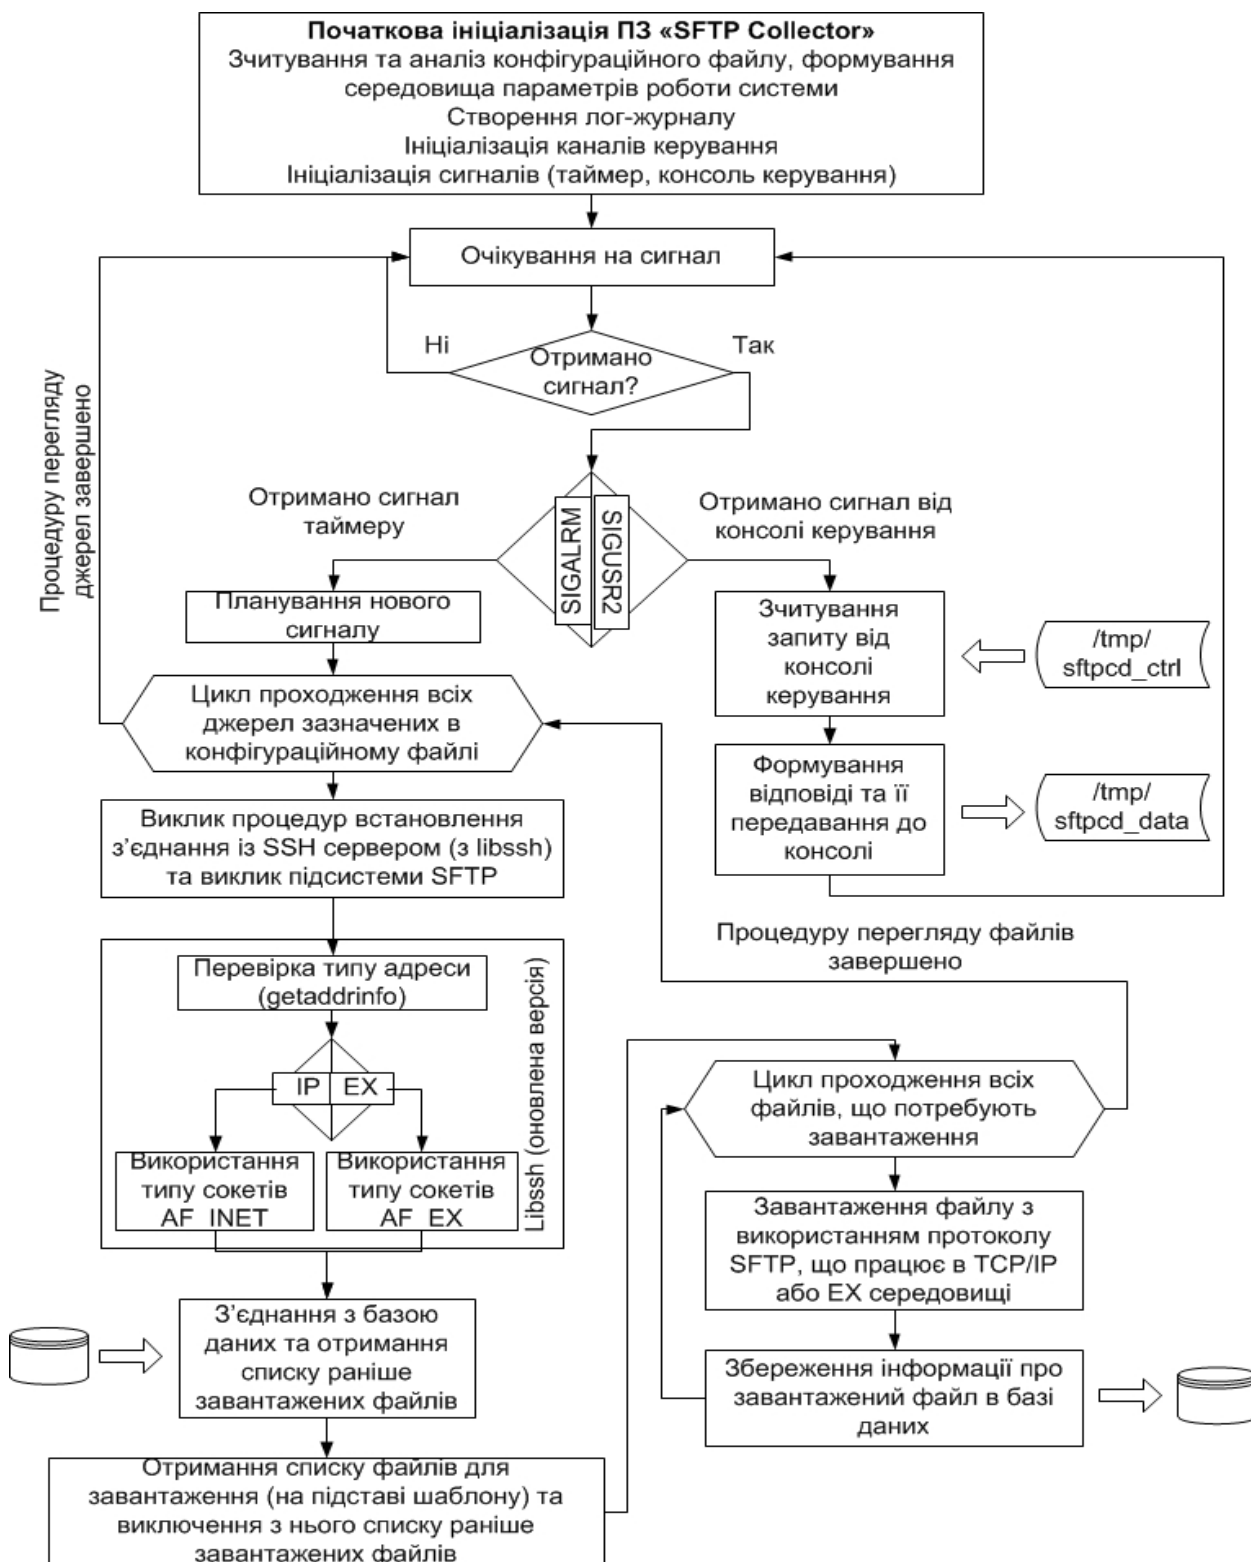 Початкова ініціалізація ПЗ «SFTP Collector»
Зчитування та аналіз конфігураційного файлу, формування
середовища параметрів роботи системи
Створення лог-журналу
Ініціалізація каналів керування
Ініціалізація сигналів (таймер, консоль керування)
Очікування на сигнал
Ні
Так
Отримано
сигнал?
Процедуру перегляду
джерел завершено
Отримано сигнал
таймеру
SIGALRM
SIGUSR2
Отримано сигнал від
консолі керування
Планування нового
сигналу
Зчитування
запиту від
консолі
керування
/tmp/
sftpcd_ctrl
Цикл проходження всіх
джерел зазначених в
конфігураційному файлі
Формування
відповіді та її
передавання до
консолі
/tmp/
sftpcd_data
Виклик процедур встановлення
з’єднання із SSH сервером (з libssh)
та виклик підсистеми SFTP
Процедуру перегляду файлів
завершено
Перевірка типу адреси
(getaddrinfo)
Libssh (оновлена версія)
IP
EX
Використання
типу сокетів
AF_INET
Використання
типу сокетів
AF_EX
Цикл проходження всіх
файлів, що потребують
завантаження
Завантаження файлу з
використанням протоколу
SFTP, що працює в TCP/IP
або EX середовищі
З’єднання з базою
даних та отримання
списку раніше
завантажених файлів
Збереження інформації про
завантажений файл в базі
даних
Отримання списку файлів для
завантаження (на підставі шаблону) та
виключення з нього списку раніше
завантажених файлів